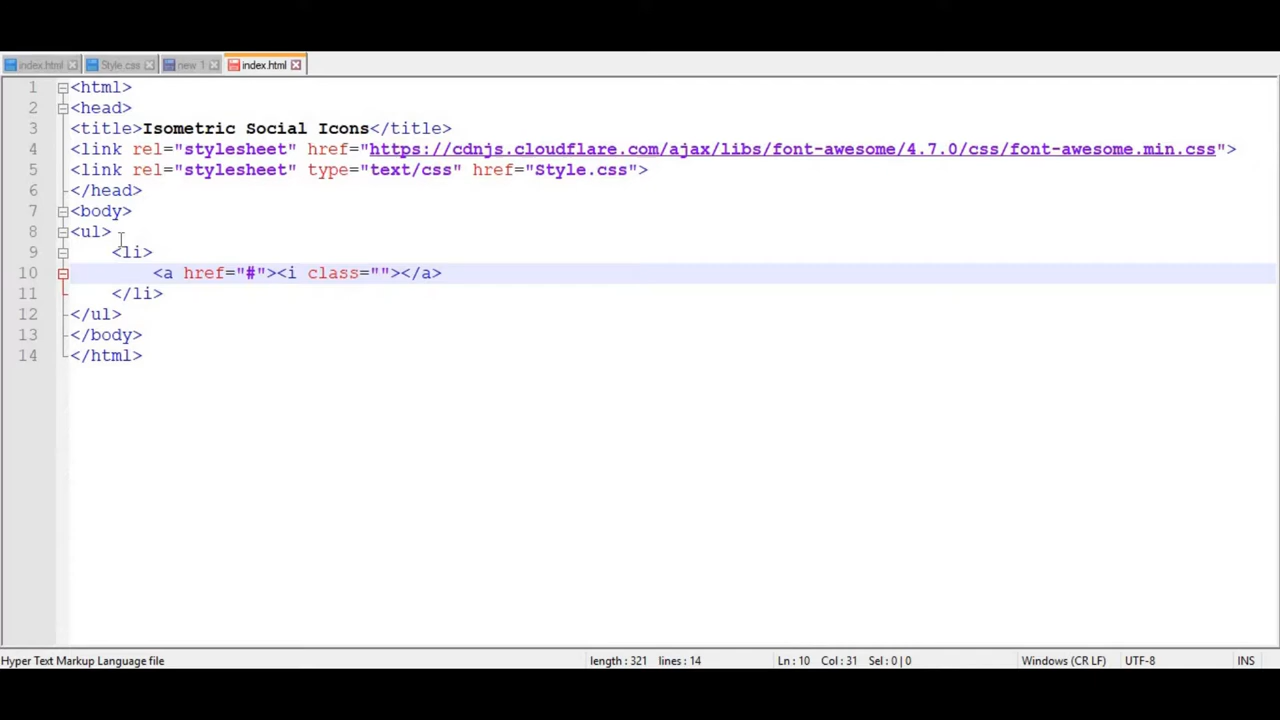 index.html Style.css new 1 index.html
1 <html>
2 <head>
3 <title>Isometric Social Icons</title>
4 <link rel="stylesheet" href="https://cdnjs.cloudflare.com/ajax/libs/font-awesome/4.7.0/css/font-awesome.min.css">
5 <link rel="stylesheet" type="text/css" href="Style.css">
6 </head>
7 <body>
8 <ul>
9 <li>
10 <a href="#"><i class=""></a>
11 </li>
12 </ul>
13 </body>
14 </html>
Hyper Text Markup Language file length : 321 lines : 14 Ln : 10 Col : 31 Sel : 0 | 0 Windows (CR LF) UTF-8 INS